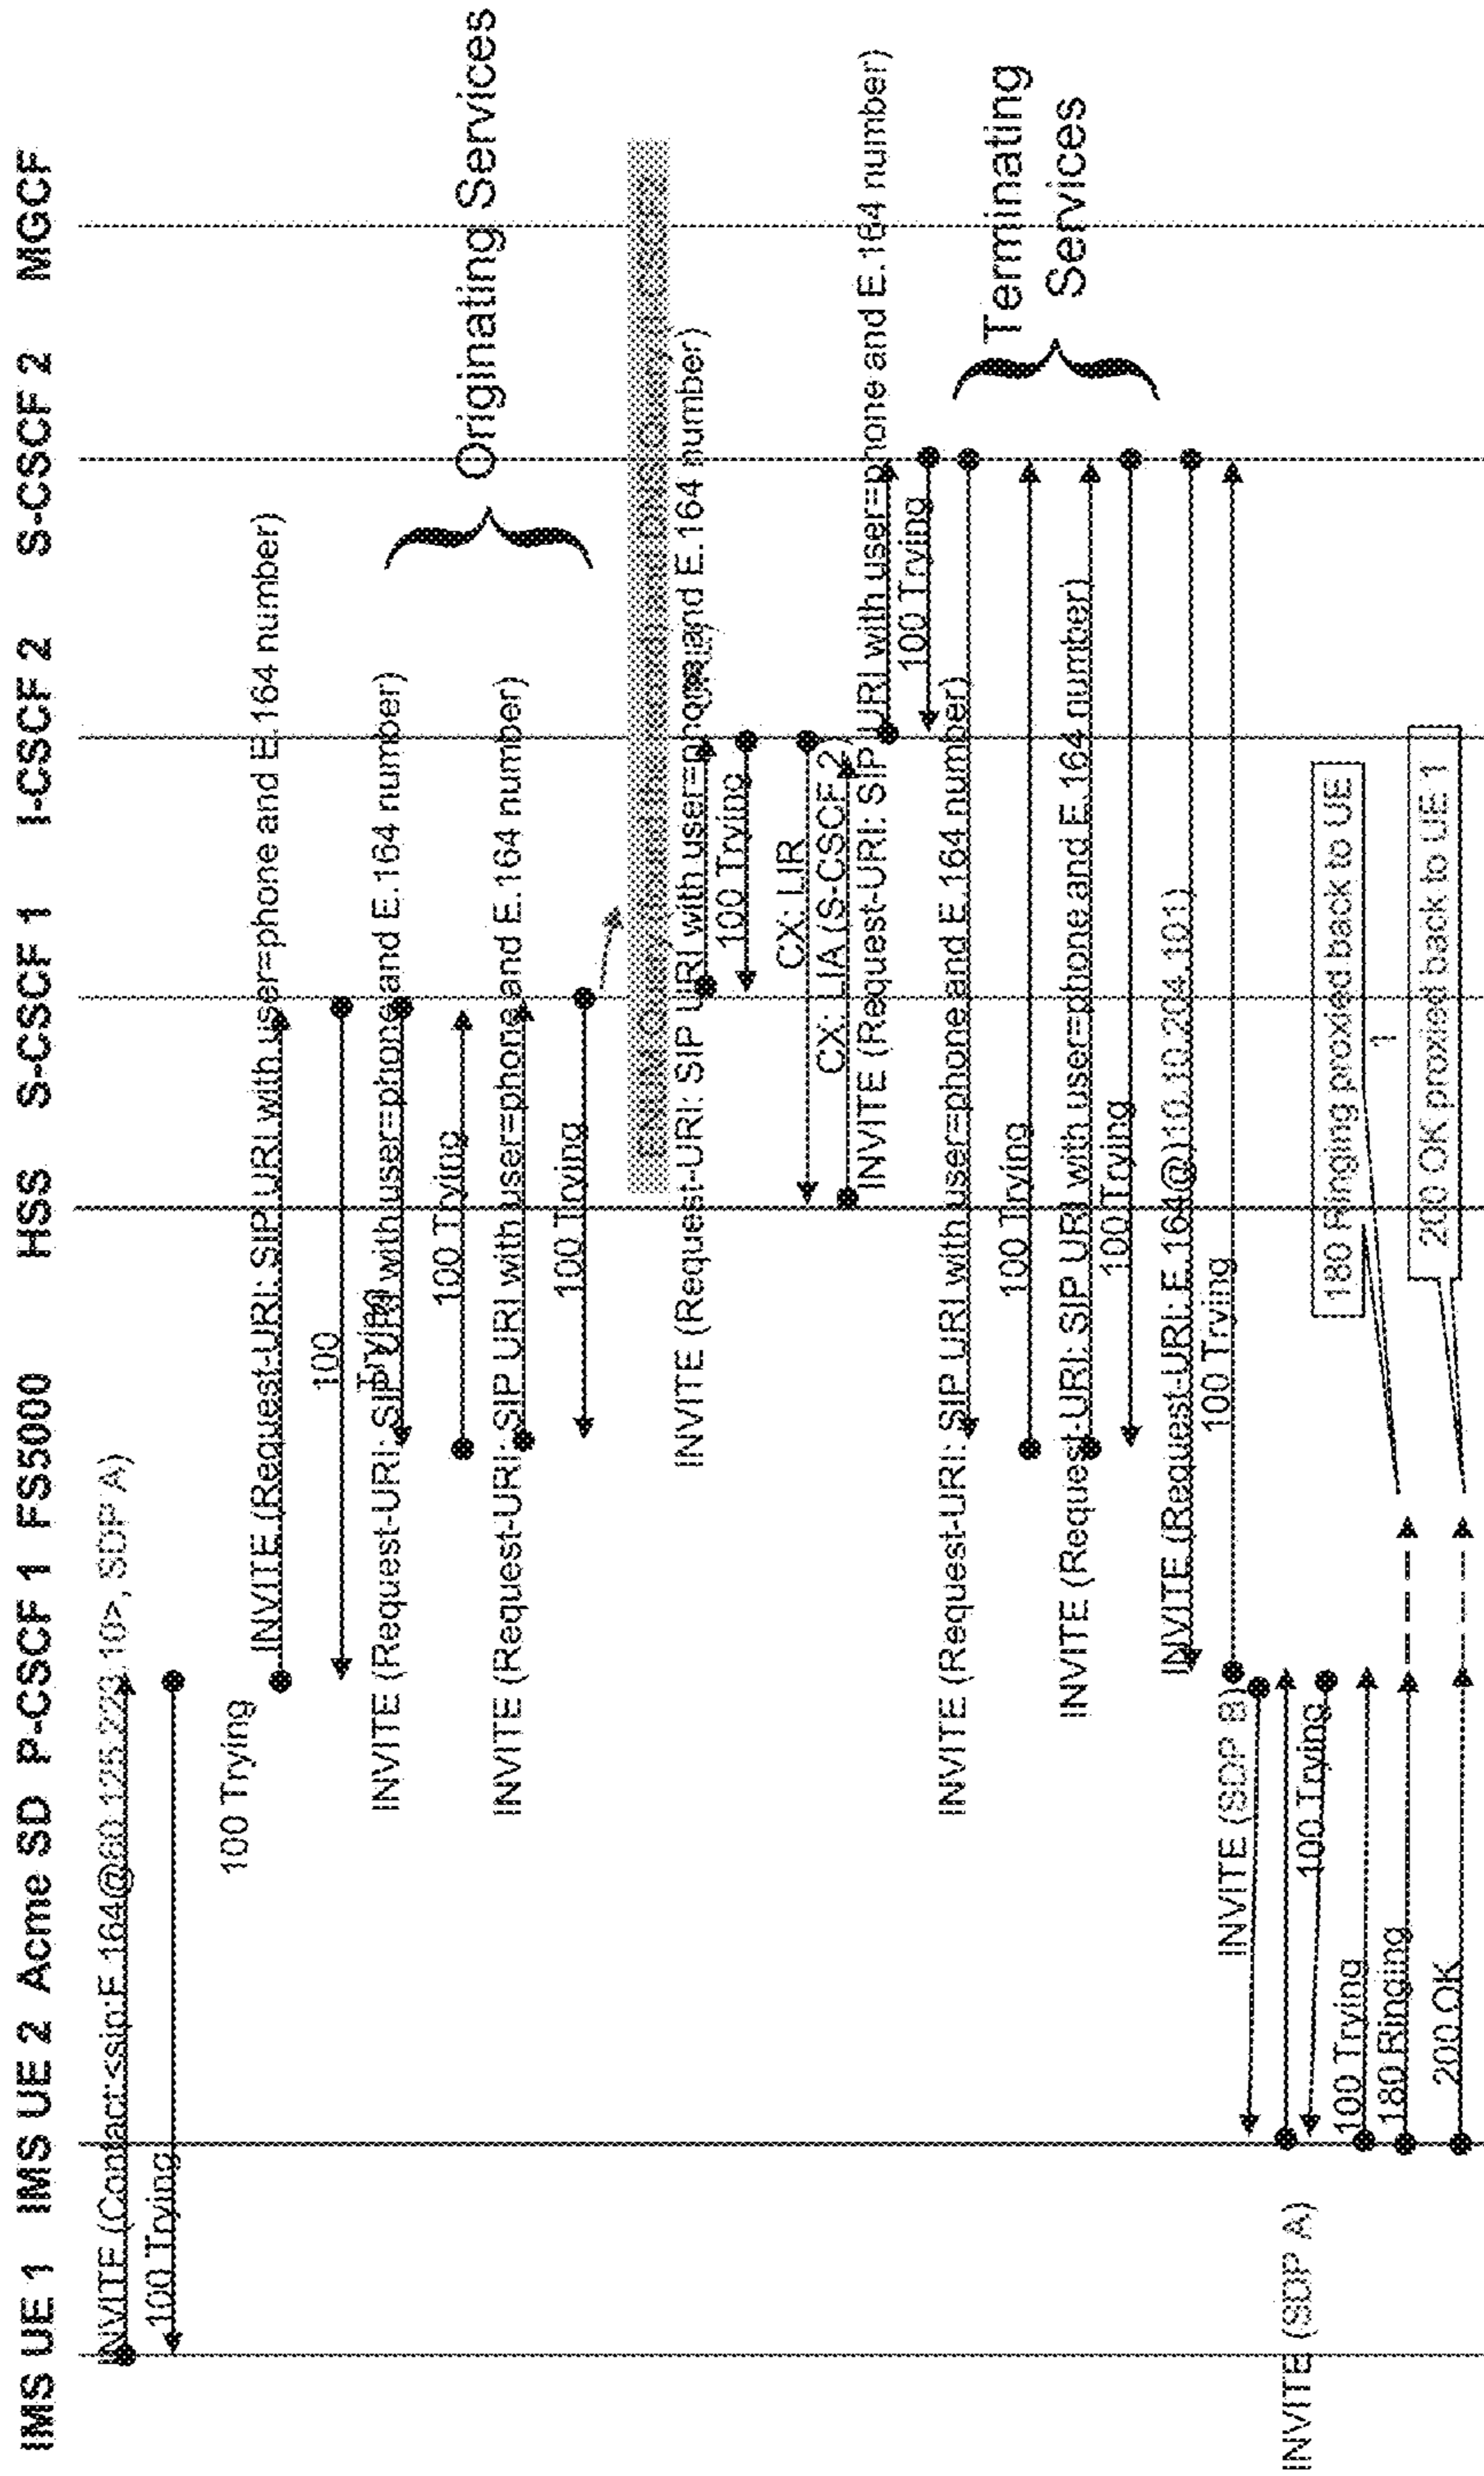 IMS UE 1 IMS UE 2 Acme SD P-CSCF 1 FS5000 HSS S-CSCF 1 I-CSCF 2 S-CSCF 2 MGCF
INVITE (Contact:<sip:E.164@60.125.223.10>, SDP A)
100 Trying
100 Trying
INVITE (Request-URI: SIP URI with user=phone and E.164 number)
100
Trying
INVITE (Request-URI: SIP URI with user=phone and E.164 number)
100 Trying
INVITE (Request-URI: SIP URI with user=phone and E.164 number)
100 Trying
Originating Services
INVITE (Request-URI: SIP URI with user=phone and E.164 number)
100 Trying
CX: LIR
CX: LIA (S-CSCF 2)
INVITE (Request-URI: SIP URI with user=phone and E.164 number)
100 Trying
INVITE (Request-URI: SIP URI with user=phone and E.164 number)
100 Trying
INVITE (Request-URI: SIP URI with user=phone and E.164 number)
100 Trying
Terminating
Services
INVITE (Request-URI:E.164@10.10.204.101)
100 Trying
INVITE (SDP B)
INVITE (SDP A)
100 Trying
100 Trying
180 Ringing
180 Ringing proxied back to UE
1
200 OK
200 OK proxied back to UE 1